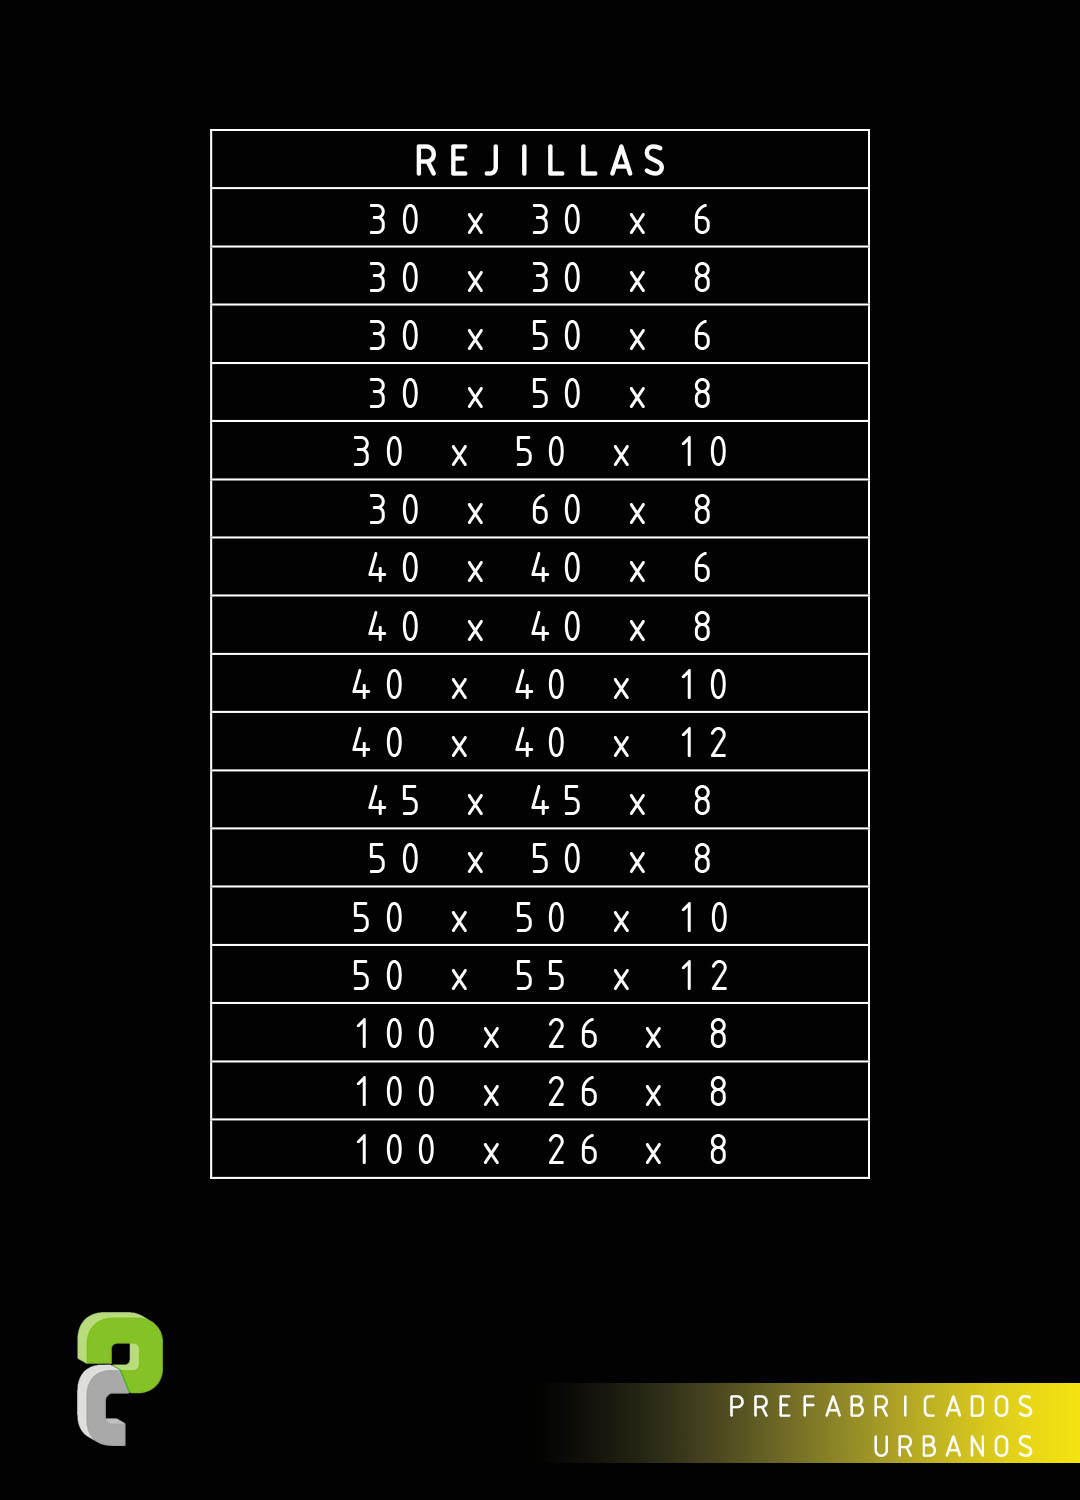 REJILLAS
30 x 30 x 6
30 x 30 x 8
30 x 50 x 6
30 x 50 x 8
30 x 50 x 10
30 x 60 x 8
40 x 40 x 6
40 x 40 x 8
40 x 40 x 10
40 x 40 x 12
45 x 45 x 8
50 x 50 x 8
50 x 50 x 10
50 x 55 x 12
100 x 26 x 8
100 x 26 x 8
100 x 26 x 8
PREFABRICADOS
URBANOS